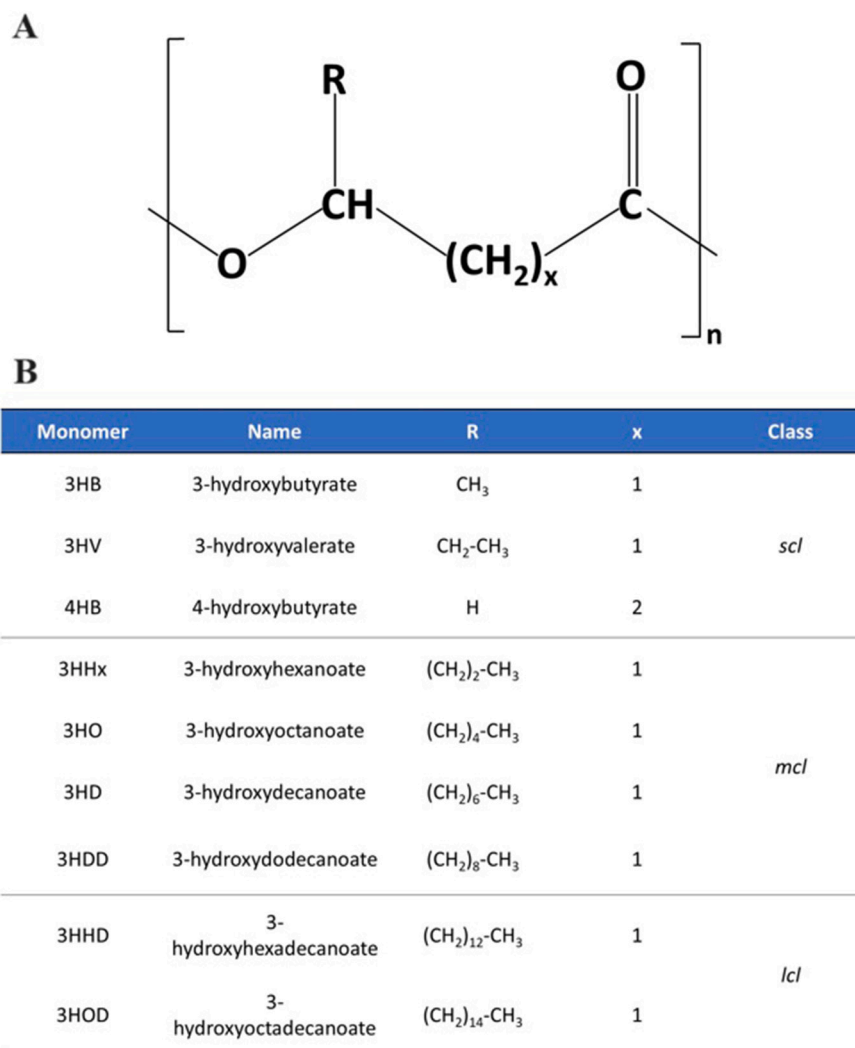 A
R
O
CH
C
O
(CH₂)ₓ
n
B
Monomer Name R x Class
3HB 3-hydroxybutyrate CH₃ 1
3HV 3-hydroxyvalerate CH₂-CH₃ 1 scl
4HB 4-hydroxybutyrate H 2
3HHx 3-hydroxyhexanoate (CH₂)₂-CH₃ 1
3HO 3-hydroxyoctanoate (CH₂)₄-CH₃ 1
mcl
3HD 3-hydroxydecanoate (CH₂)₆-CH₃ 1
3HDD 3-hydroxydodecanoate (CH₂)₈-CH₃ 1
3-
3HHD hydroxyhexadecanoate (CH₂)₁₂-CH₃ 1
lcl
3-
3HOD hydroxyoctadecanoate (CH₂)₁₄-CH₃ 1